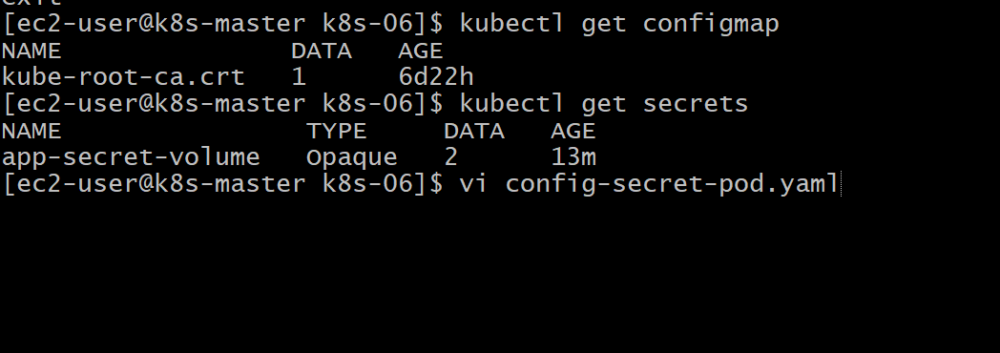 exit
[ec2-user@k8s-master k8s-06]$ kubectl get configmap
NAME DATA AGE
kube-root-ca.crt 1 6d22h
[ec2-user@k8s-master k8s-06]$ kubectl get secrets
NAME TYPE DATA AGE
app-secret-volume Opaque 2 13m
[ec2-user@k8s-master k8s-06]$ vi config-secret-pod.yaml